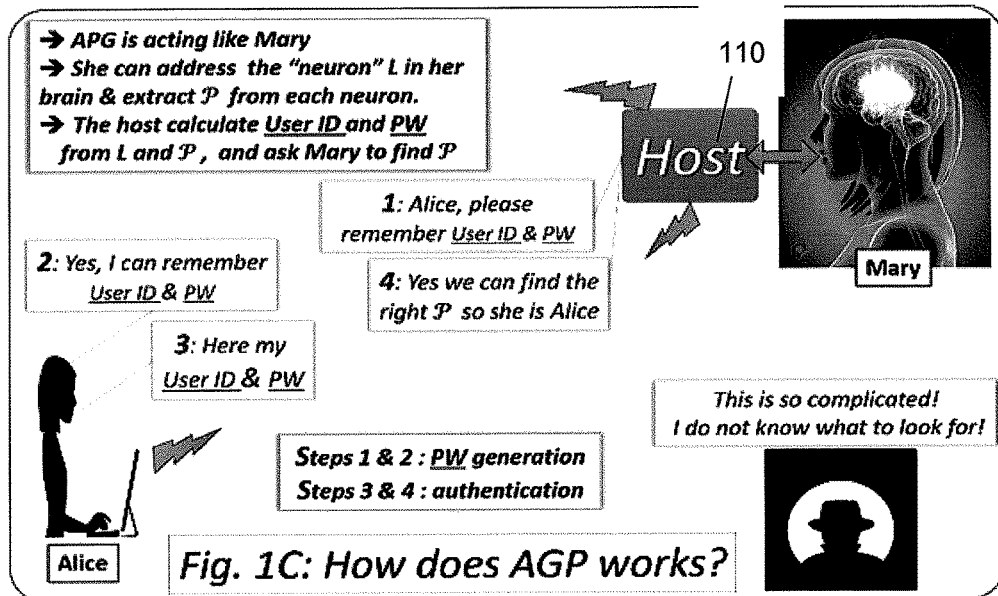 → APG is acting like Mary
→ She can address the "neuron" L in her
brain & extract 𝒫 from each neuron.
→ The host calculate User ID and PW
from L and 𝒫, and ask Mary to find 𝒫
110
Host
Mary
1: Alice, please
remember User ID & PW
2: Yes, I can remember
User ID & PW
4: Yes we can find the
right 𝒫 so she is Alice
3: Here my
User ID & PW
This is so complicated!
I do not know what to look for!
Steps 1 & 2 : PW generation
Steps 3 & 4 : authentication
Alice
Fig. 1C: How does AGP works?